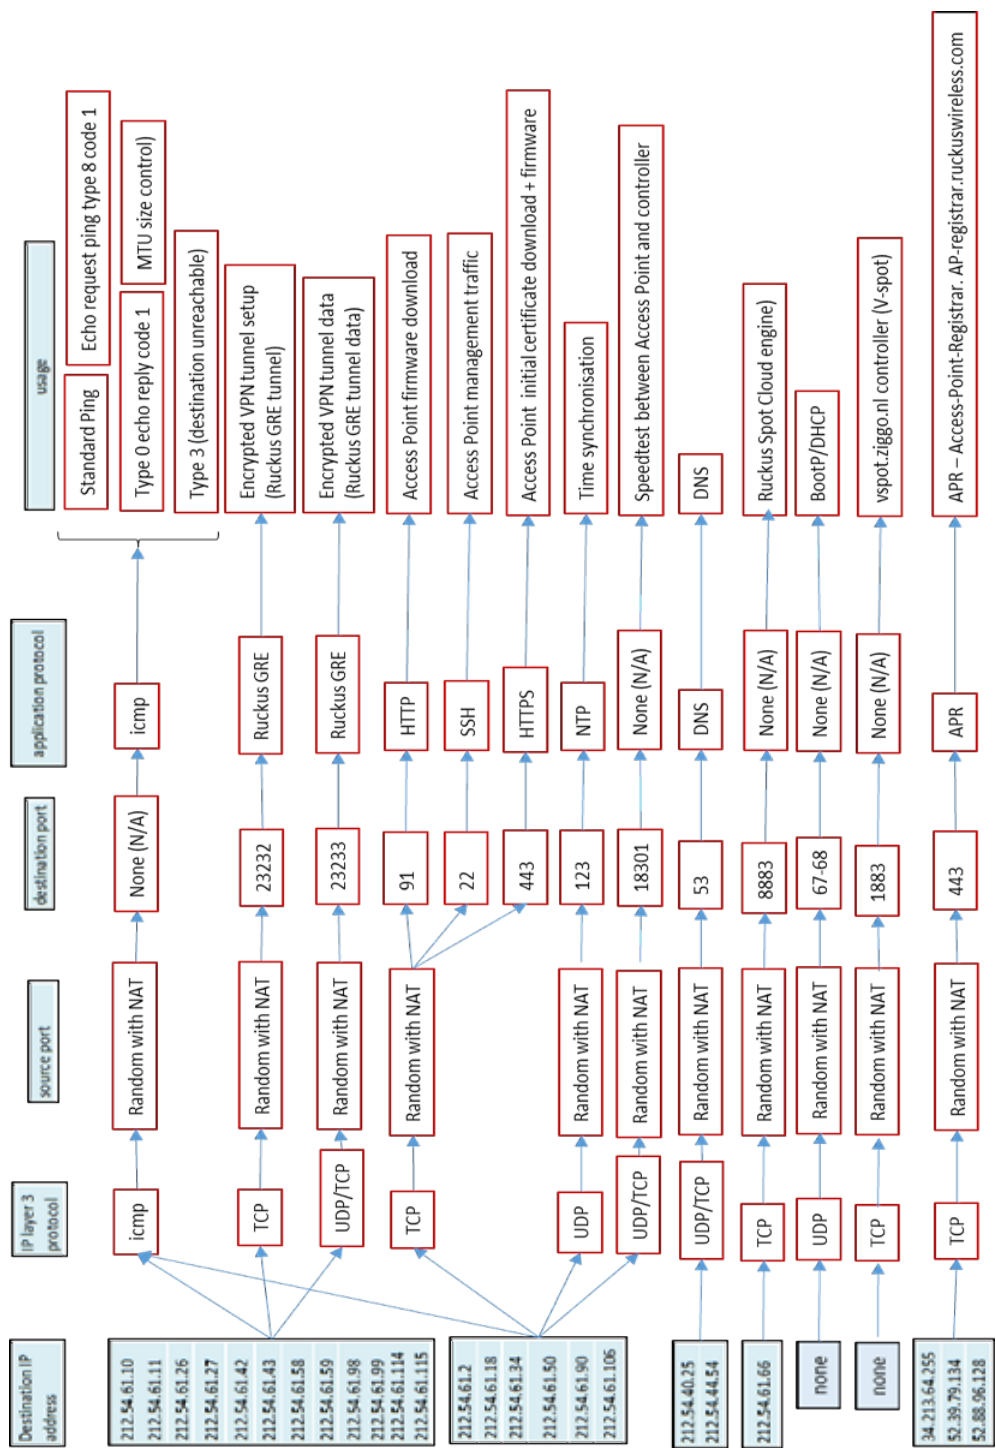 Destination IP
address
IP layer 3
protocol
source port
destination port
application protocol
usage
212.54.61.10
212.54.61.11
212.54.61.26
212.54.61.27
212.54.61.42
212.54.61.43
212.54.61.58
212.54.61.59
212.54.61.98
212.54.61.99
212.54.61.114
212.54.61.115
icmp
Random with NAT
None (N/A)
icmp
Standard Ping
Echo request ping type 8 code 1
Type 0 echo reply code 1
MTU size control)
Type 3 (destination unreachable)
TCP
Random with NAT
23232
Ruckus GRE
Encrypted VPN tunnel setup
(Ruckus GRE tunnel)
UDP/TCP
Random with NAT
23233
Ruckus GRE
Encrypted VPN tunnel data
(Ruckus GRE tunnel data)
212.54.61.2
212.54.61.18
212.54.61.34
212.54.61.50
212.54.61.90
212.54.61.106
TCP
Random with NAT
91
HTTP
Access Point firmware download
22
SSH
Access Point management traffic
443
HTTPS
Access Point initial certificate download + firmware
UDP
Random with NAT
123
NTP
Time synchronisation
UDP/TCP
Random with NAT
18301
None (N/A)
Speedtest between Access Point and controller
212.54.40.25
212.54.44.54
UDP/TCP
Random with NAT
53
DNS
DNS
212.54.61.66
TCP
Random with NAT
8883
None (N/A)
Ruckus Spot Cloud engine)
none
UDP
Random with NAT
67-68
None (N/A)
BootP/DHCP
none
TCP
Random with NAT
1883
None (N/A)
vspot.ziggo.nl controller (V-spot)
34.213.64.255
52.39.79.134
52.88.96.128
TCP
Random with NAT
443
APR
APR – Access-Point-Registrar. AP-registrar.ruckuswireless.com